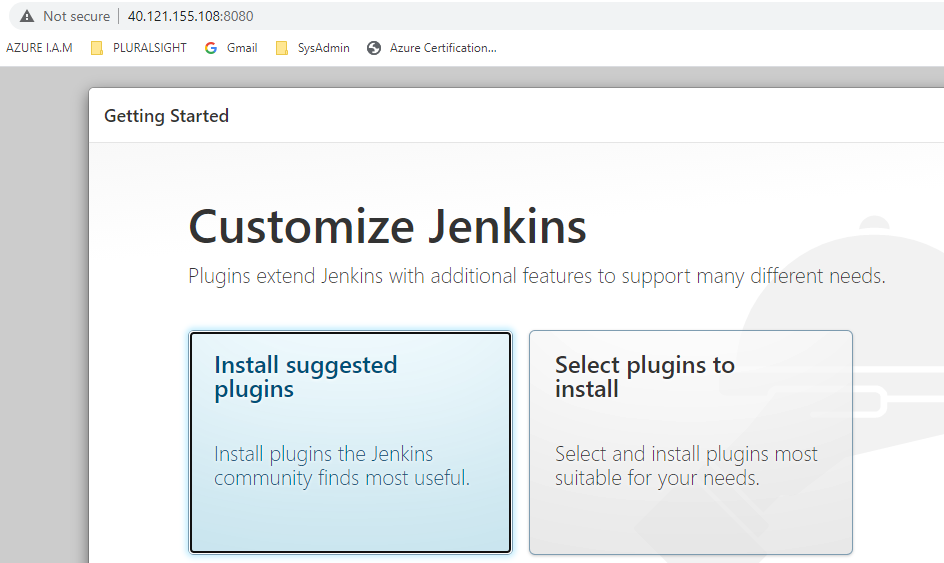 Not secure | 40.121.155.108:8080
AZURE I.A.M PLURALSIGHT Gmail SysAdmin Azure Certification...
Getting Started
Customize Jenkins
Plugins extend Jenkins with additional features to support many different needs.
Install suggested
plugins
Install plugins the Jenkins
community finds most useful.
Select plugins to
install
Select and install plugins most
suitable for your needs.